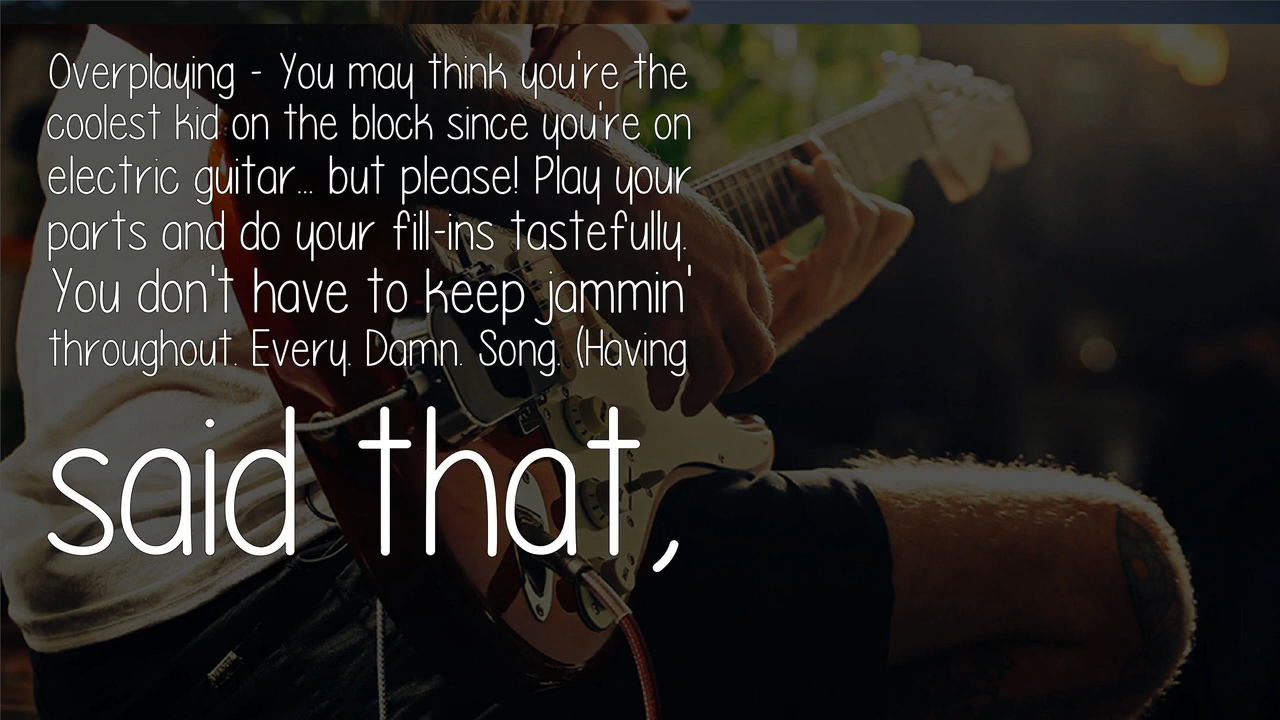 Overplaying - You may think you're the
coolest kid on the block since you're on
electric guitar... but please! Play your
parts and do your fill-ins tastefully.
You don't have to keep jammin'
throughout. Every. Damn. Song. (Having
said that,